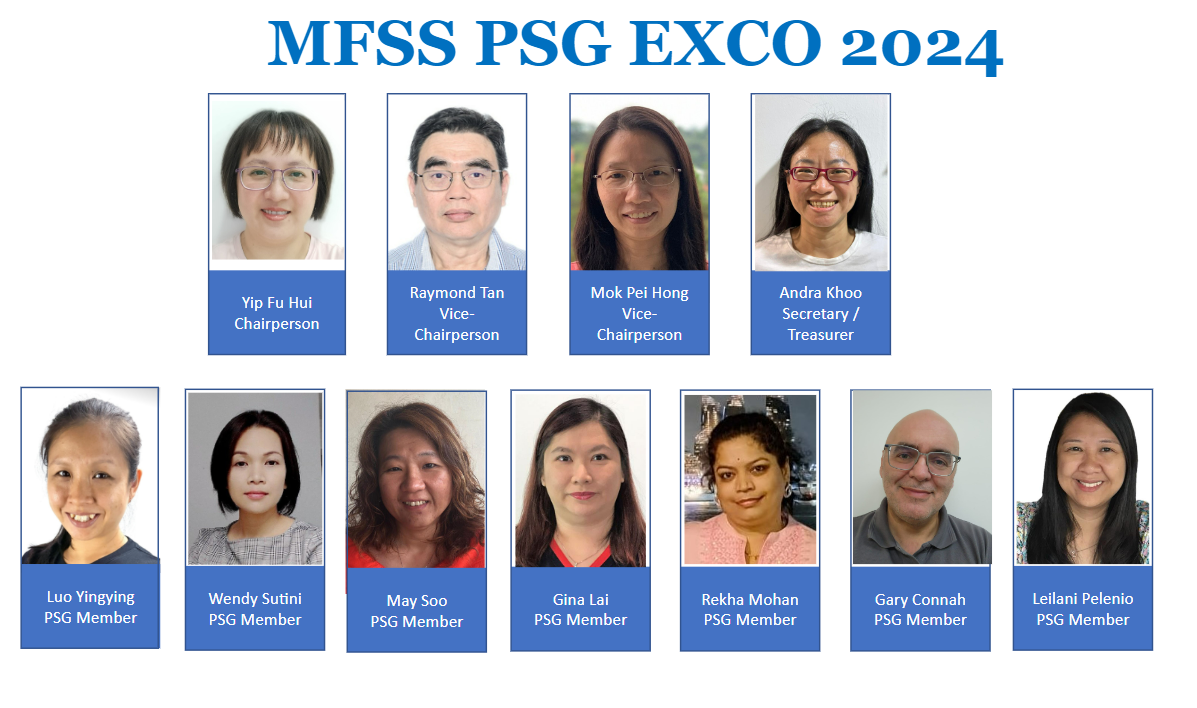 MFSS PSG EXCO 2024
Yip Fu Hui
Chairperson
Raymond Tan
Vice-
Chairperson
Mok Pei Hong
Vice-
Chairperson
Andra Khoo
Secretary /
Treasurer
Luo Yingying
PSG Member
Wendy Sutini
PSG Member
May Soo
PSG Member
Gina Lai
PSG Member
Rekha Mohan
PSG Member
Gary Connah
PSG Member
Leilani Pelenio
PSG Member